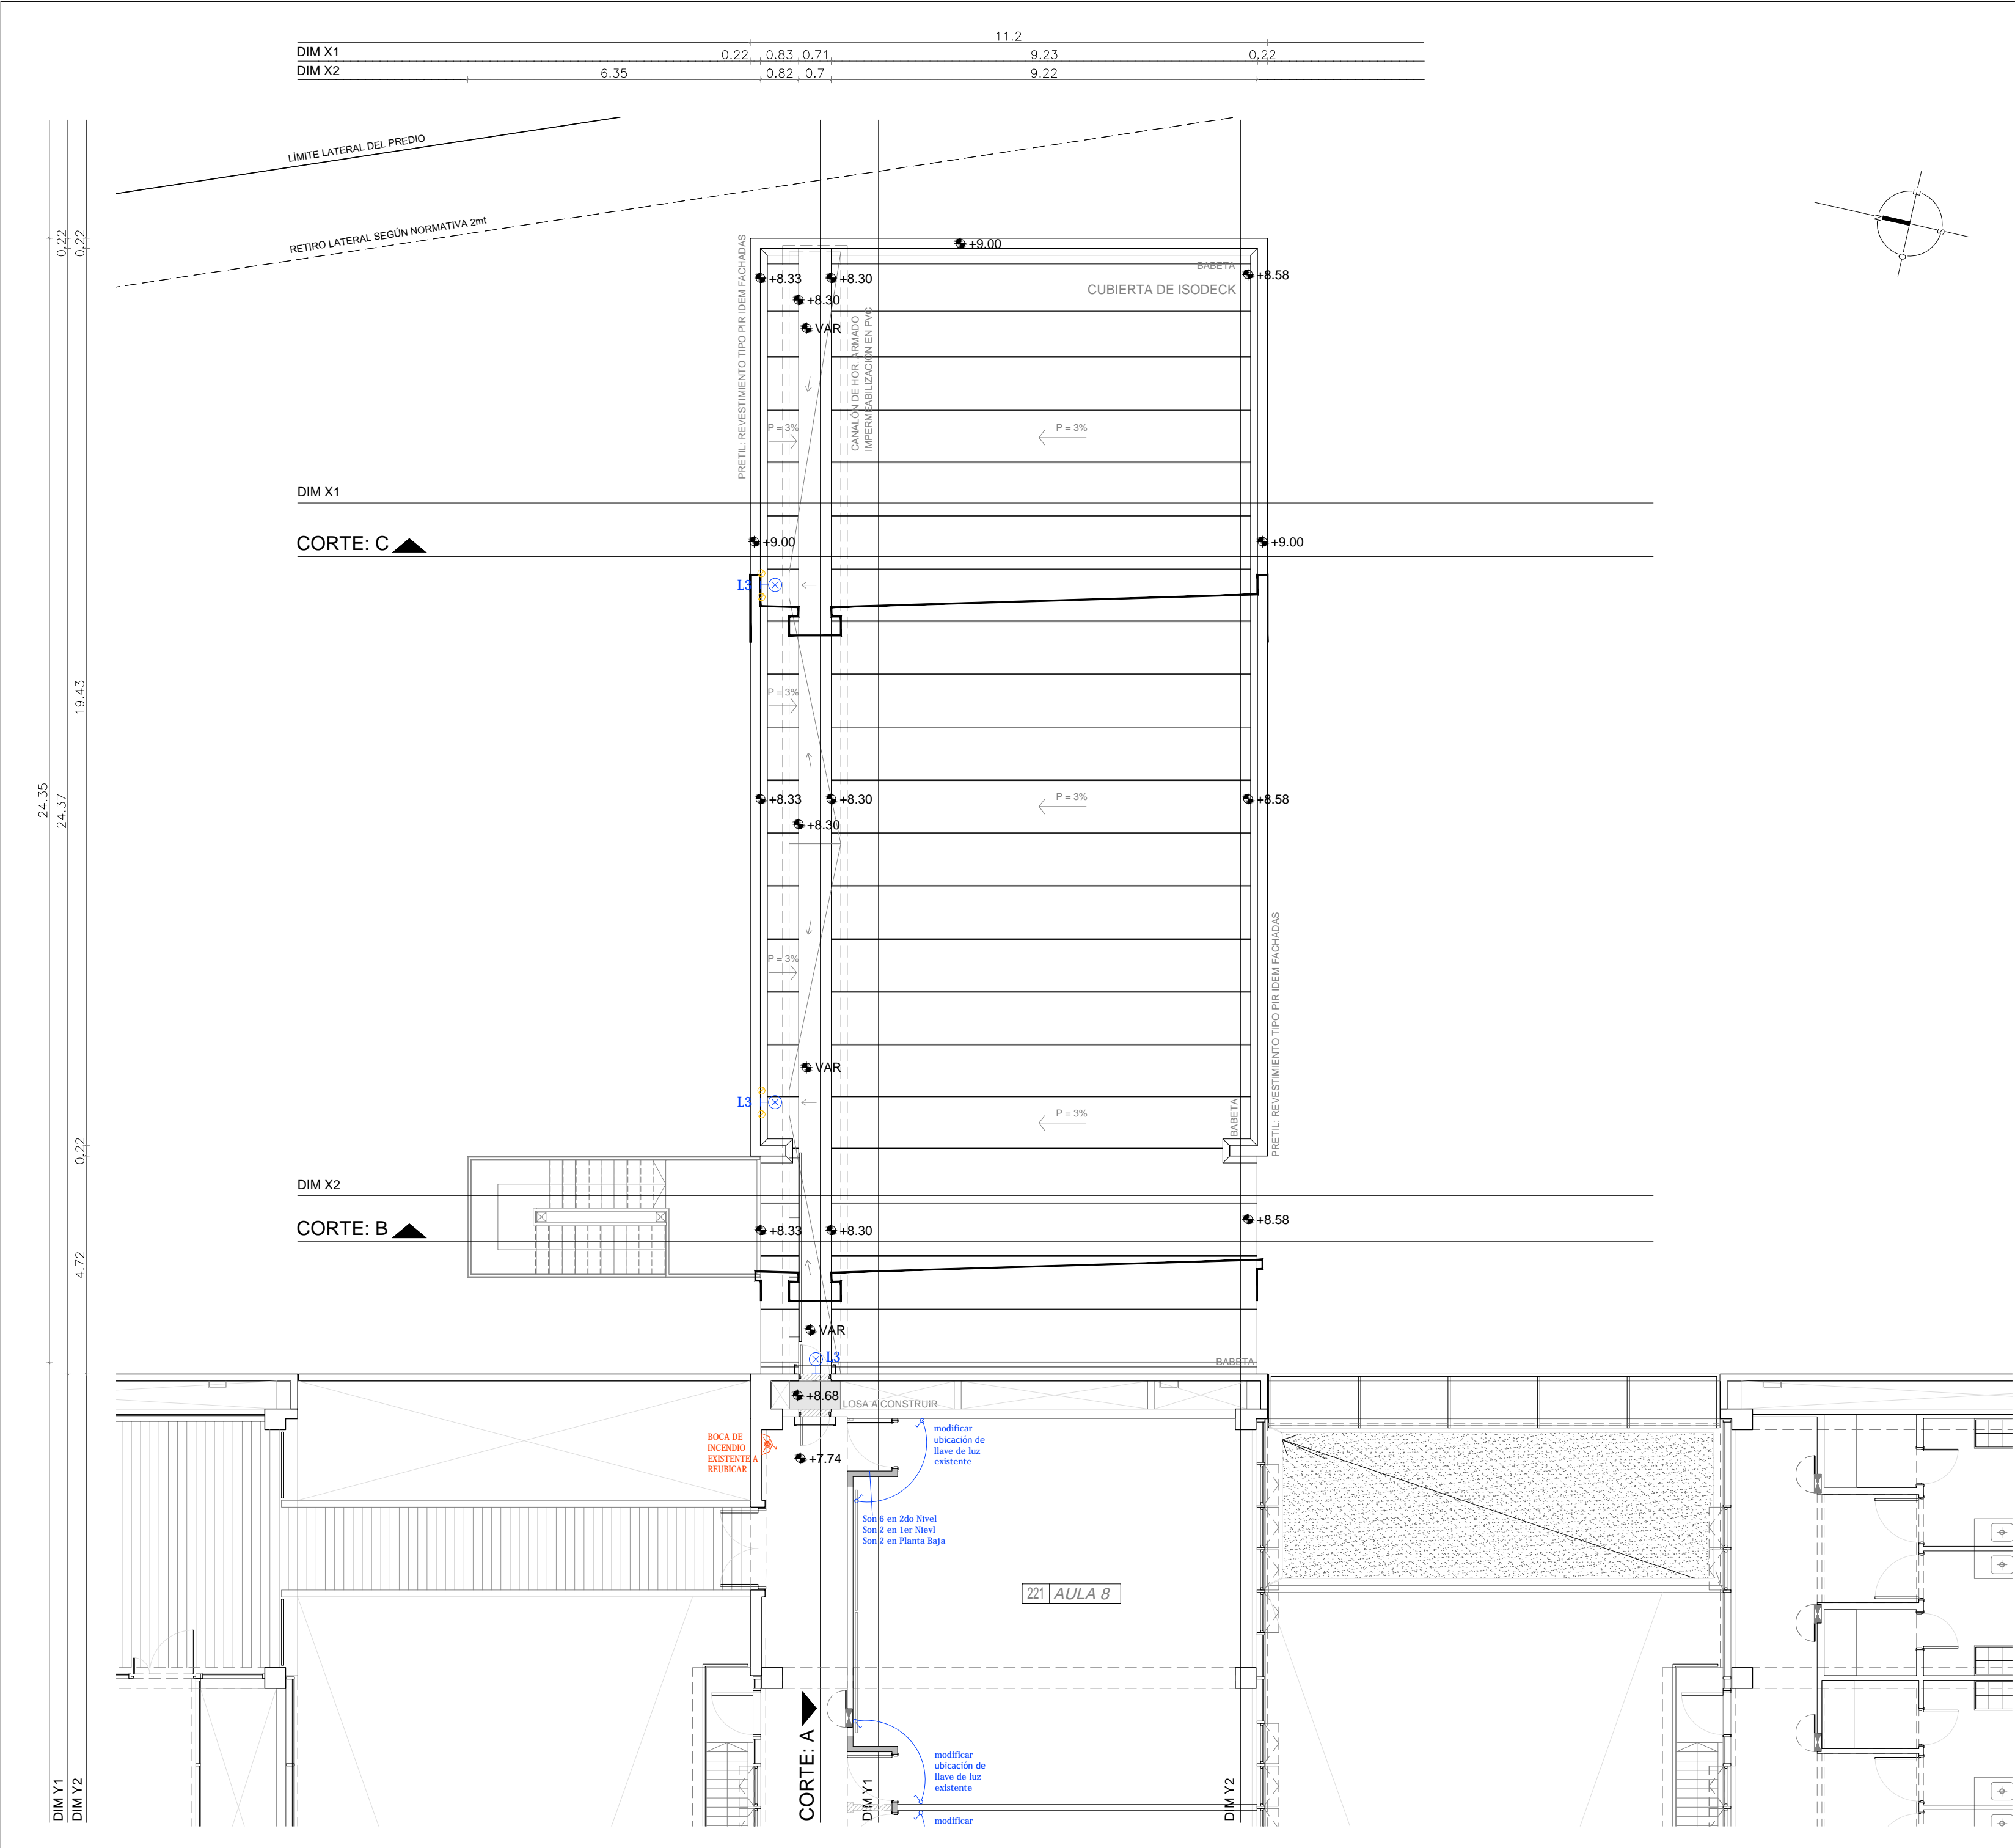 11.2
DIM X1
0.22 0.83 0.71 9.23 0.22
DIM X2
6.35 0.82 0.7 9.22
LÍMITE LATERAL DEL PREDIO
RETIRO LATERAL SEGÚN NORMATIVA 2mt
N
E
S
O
0.22
0.22
+9.00
BABETA
+8.33
+8.30
+8.58
CUBIERTA DE ISODECK
+8.30
VAR
PRETIL: REVESTIMIENTO TIPO PIR IDEM FACHADAS
CANALÓN DE HOR. ARMADO
IMPERMEABILIZACION EN PVC
P = 3%
P = 3%
DIM X1
CORTE: C
+9.00
+9.00
L3
19.43
P = 3%
24.35
24.37
+8.33
+8.30
P = 3%
+8.58
+8.30
P = 3%
PRETIL: REVESTIMIENTO TIPO PIR IDEM FACHADAS
VAR
L3
P = 3%
BABETA
0.22
DIM X2
CORTE: B
+8.33
+8.30
+8.58
4.72
VAR
L3
BABETA
+8.68
LOSA A CONSTRUIR
BOCA DE
INCENDIO
EXISTENTE A
REUBICAR
+7.74
modificar
ubicación de
llave de luz
existente
Son 6 en 2do Nivel
Son 2 en 1er Nievl
Son 2 en Planta Baja
221 AULA 8
CORTE: A
DIM Y1
DIM Y2
DIM Y1
DIM Y2
modificar
ubicación de
llave de luz
existente
modificar